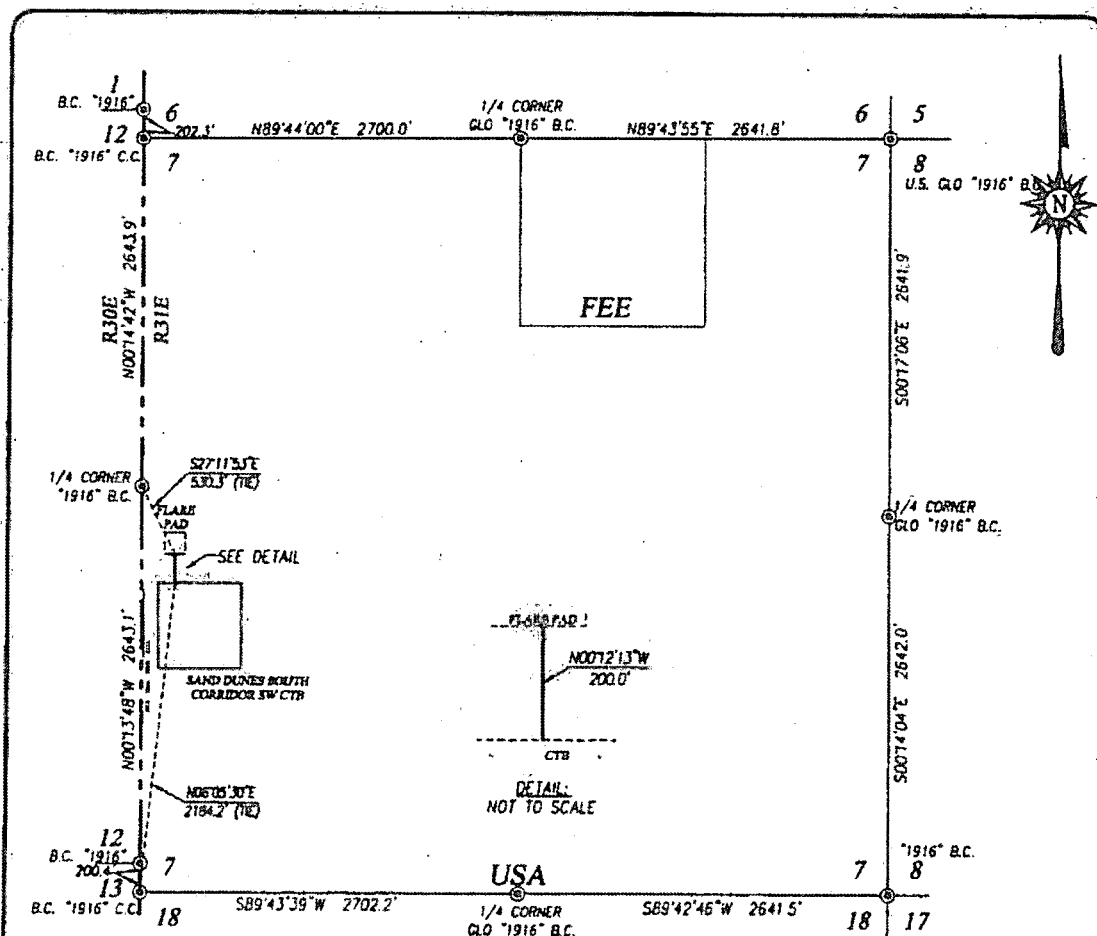 1
B.C. "1916"
6
202.3'
12
B.C. "1916" C.C.
7
N89°44'00"E 2700.0'
1/4 CORNER
GLO "1916" B.C.
N89°43'55"E 2641.8'
6 5
7 8
U.S. GLO "1916" B.C.
N
R30E
R31E
N00°14'42"W 2643.9'
FEE
S00°17'06"E 2641.9'
1/4 CORNER
"1916" B.C.
S27°11'53"E
530.3' (TIE)
FLARE
PAD
SEE DETAIL
1/4 CORNER
GLO "1916" B.C.
N00°13'48"W 2643.1'
SAND DUNES SOUTH
CORRIDOR SW CTB
FLARE PAD
N00°12'13"W
200.0'
CTB
DETAIL:
NOT TO SCALE
S00°14'04"E 2642.0'
N06°05'30"E
2184.2' (TIE)
12
B.C. "1916"
7
200.4'
13
B.C. "1916" C.C.
18
S89°43'39"W 2702.2'
USA
1/4 CORNER
GLO "1916" B.C.
S89°42'46"W 2641.5'
"1916" B.C.
7 8
18 17